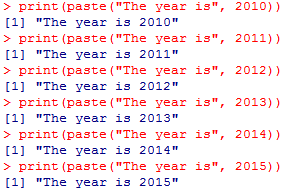 > print(paste("The year is", 2010))
[1] "The year is 2010"
> print(paste("The year is", 2011))
[1] "The year is 2011"
> print(paste("The year is", 2012))
[1] "The year is 2012"
> print(paste("The year is", 2013))
[1] "The year is 2013"
> print(paste("The year is", 2014))
[1] "The year is 2014"
> print(paste("The year is", 2015))
[1] "The year is 2015"